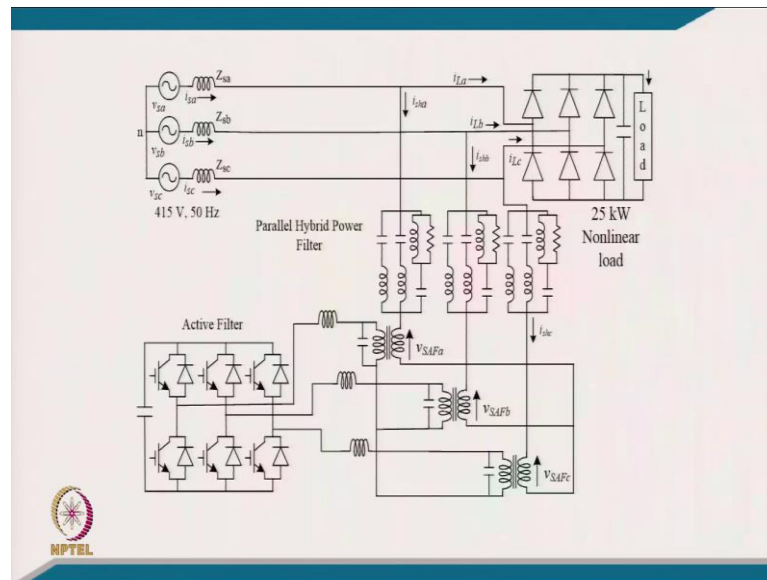 Z_sa
i_La
v_sa
i_sa
i_sha
n
Z_sb
i_Lb
v_sb
i_sb
i_shb
Z_sc
i_Lc
v_sc
i_sc
Load
415 V, 50 Hz
Parallel Hybrid Power
Filter
25 kW
Nonlinear
load
Active Filter
i_shc
v_SAFa
v_SAFb
v_SAFc
NPTEL